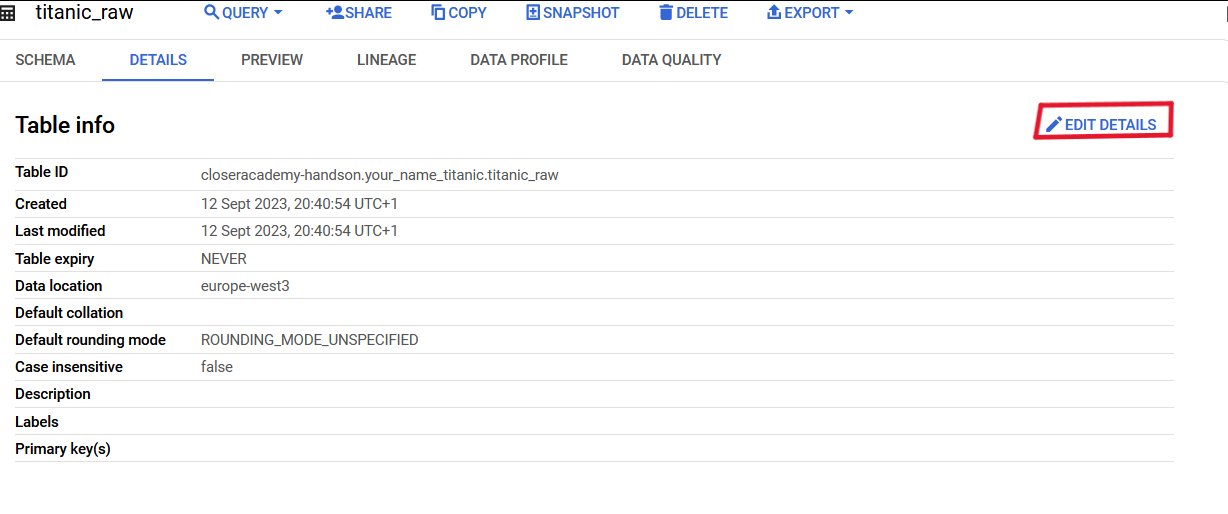 titanic_raw QUERY SHARE COPY SNAPSHOT DELETE EXPORT
SCHEMA DETAILS PREVIEW LINEAGE DATA PROFILE DATA QUALITY
Table info EDIT DETAILS
Table ID closeracademy-handson.your_name_titanic.titanic_raw
Created 12 Sept 2023, 20:40:54 UTC+1
Last modified 12 Sept 2023, 20:40:54 UTC+1
Table expiry NEVER
Data location europe-west3
Default collation
Default rounding mode ROUNDING_MODE_UNSPECIFIED
Case insensitive false
Description
Labels
Primary key(s)